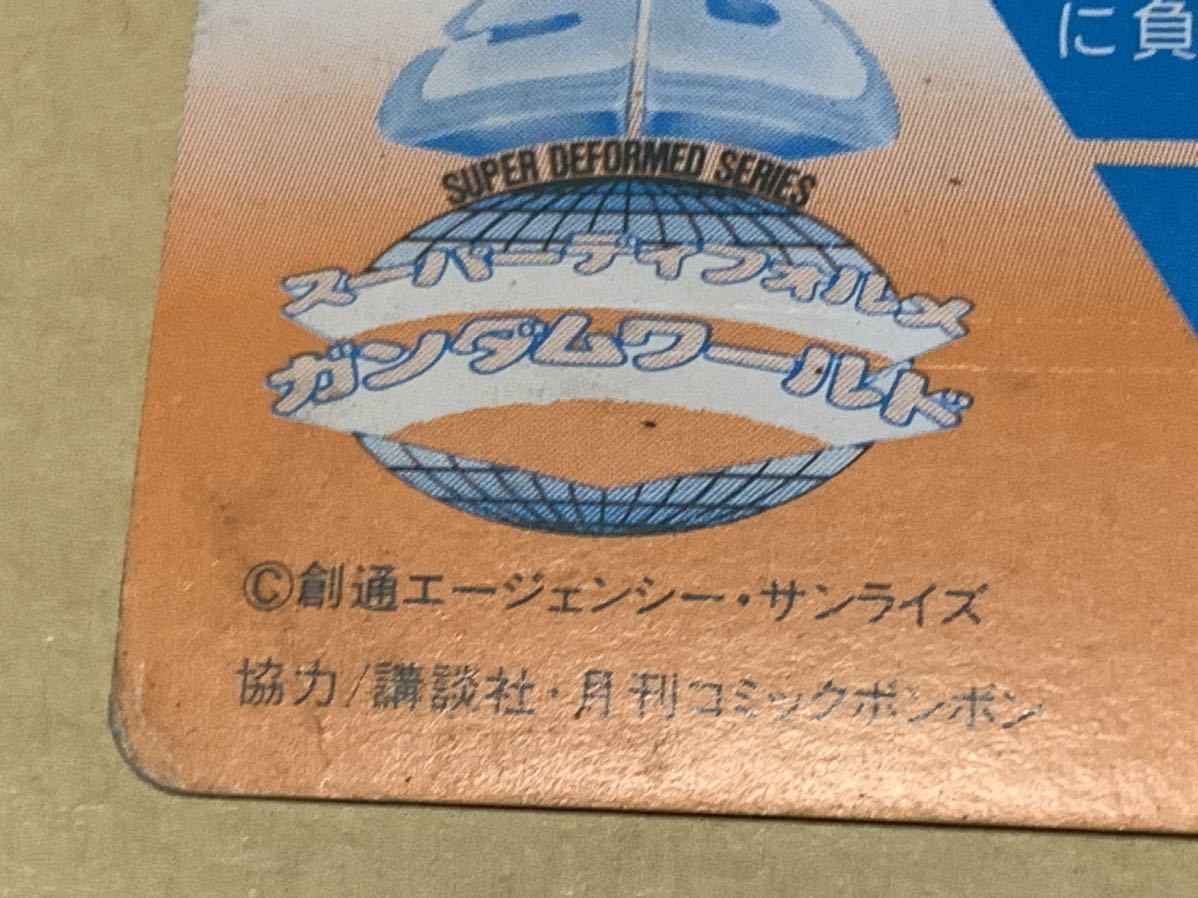 に負
SUPER DEFORMED SERIES
スーパーディフォルメ
ガンダムワールド
©創通エージェンシー・サンライズ
協力/講談社・月刊コミックボンボン